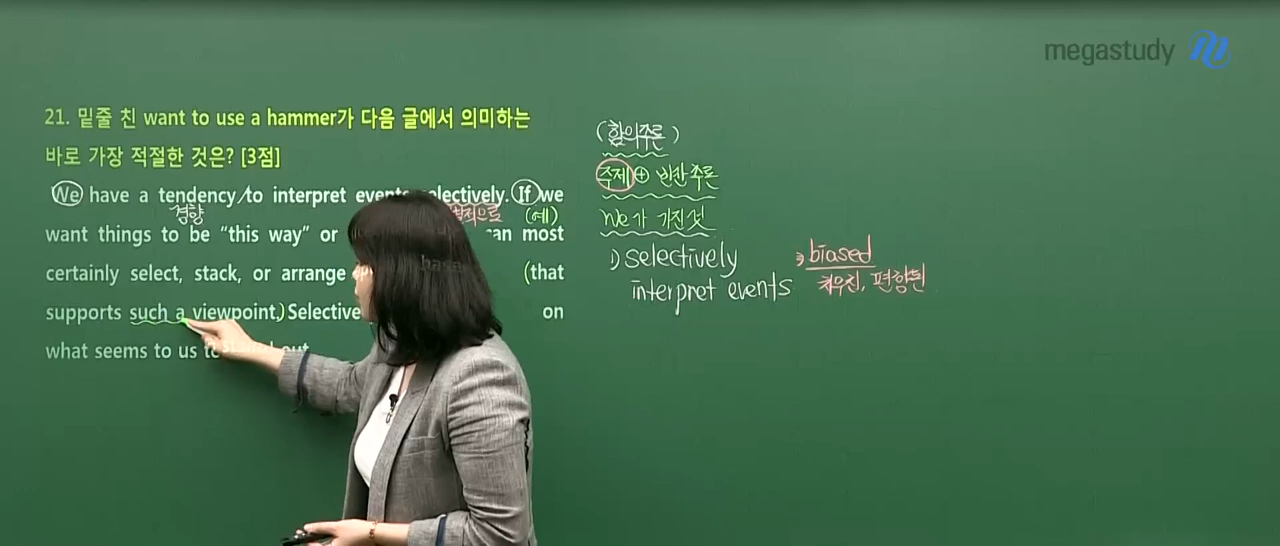 megastudy
21. 밑줄 친 want to use a hammer가 다음 글에서 의미하는
바로 가장 적절한 것은? [3점]
We have a tendency to interpret events selectively. If we
경향
(예)
want things to be “this way” or most
certainly select, stack, or arrange (that
supports such a viewpoint.) Selective on
what seems to us to stand out
(함의추론)
주제 + 빈칸추론
We가 가진 것
1) selectively
interpret events
biased
치우친, 편향된